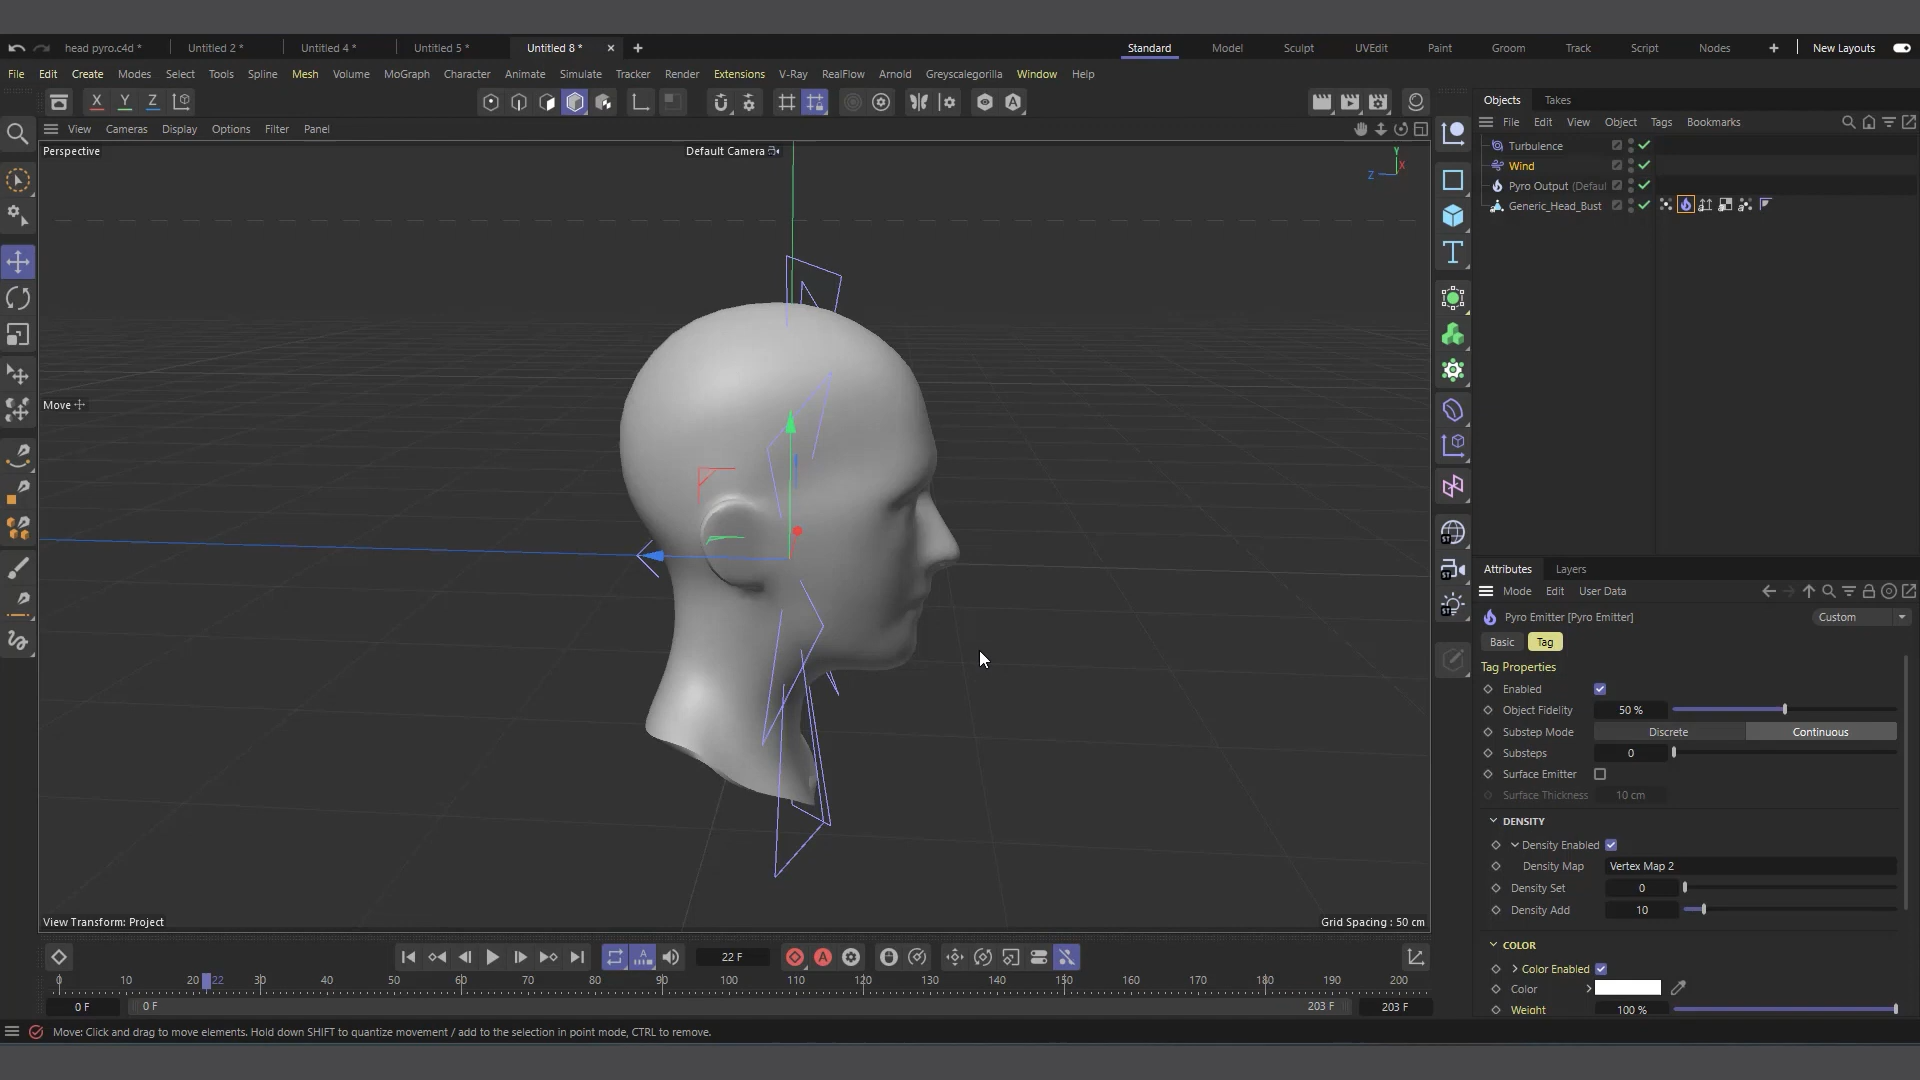 head pyro.c4d *
Untitled 2 *
Untitled 4 *
Untitled 5 *
Untitled 8 *
Standard
Model
Sculpt
UVEdit
Paint
Groom
Track
Script
Nodes
New Layouts
File Edit Create Modes Select Tools Spline Mesh Volume MoGraph Character Animate Simulate Tracker Render Extensions V-Ray RealFlow Arnold Greyscalegorilla Window Help
X Y Z
Objects Takes
View Cameras Display Options Filter Panel
File Edit View Object Tags Bookmarks
Perspective
Default Camera
Y
X
Z
Turbulence
Wind
Pyro Output (Defaul
Generic_Head_Bust
Move
Attributes Layers
Mode Edit User Data
Pyro Emitter [Pyro Emitter]
Custom
Basic Tag
Tag Properties
Enabled
Object Fidelity 50 %
Substep Mode Discrete Continuous
Substeps 0
Surface Emitter
Surface Thickness 10 cm
DENSITY
Density Enabled
Density Map Vertex Map 2
Density Set 0
Density Add 10
COLOR
Color Enabled
Color
Weight 100 %
View Transform: Project
Grid Spacing : 50 cm
22 F
0 10 20 22 30 40 50 60 70 80 90 100 110 120 130 140 150 160 170 180 190 200
0 F 0 F 203 F 203 F
Move: Click and drag to move elements. Hold down SHIFT to quantize movement / add to the selection in point mode, CTRL to remove.